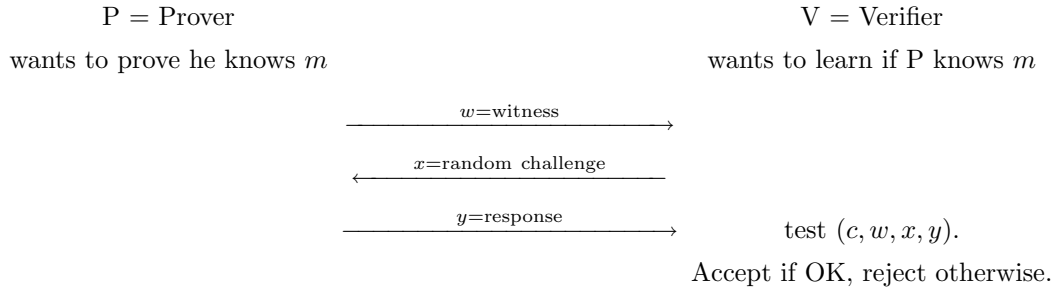 P = Prover
V = Verifier
wants to prove he knows m
wants to learn if P knows m
w=witness
x=random challenge
y=response
test (c, w, x, y).
Accept if OK, reject otherwise.